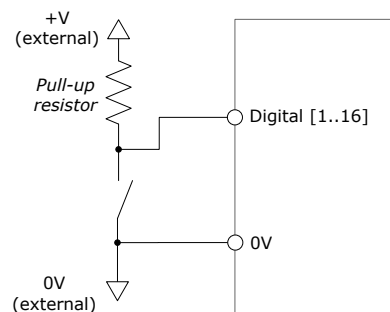 +V
(external)
Pull-up
resistor
Digital [1..16]
0V
0V
(external)